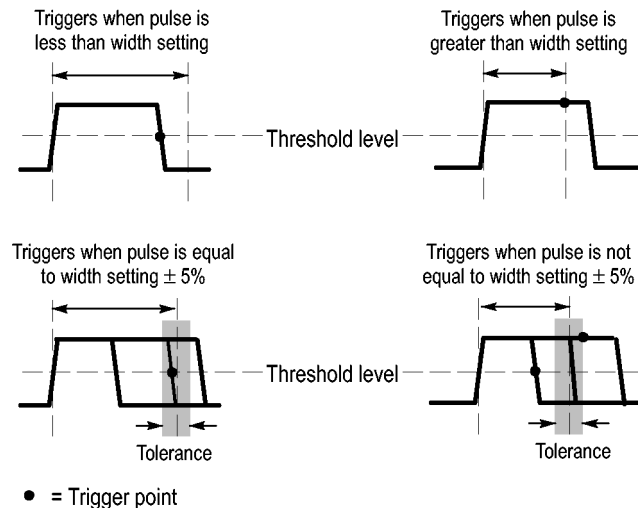 Triggers when pulse is
less than width setting
Triggers when pulse is
greater than width setting
Threshold level
Triggers when pulse is equal
to width setting ± 5%
Triggers when pulse is not
equal to width setting ± 5%
Threshold level
Tolerance
Tolerance
= Trigger point